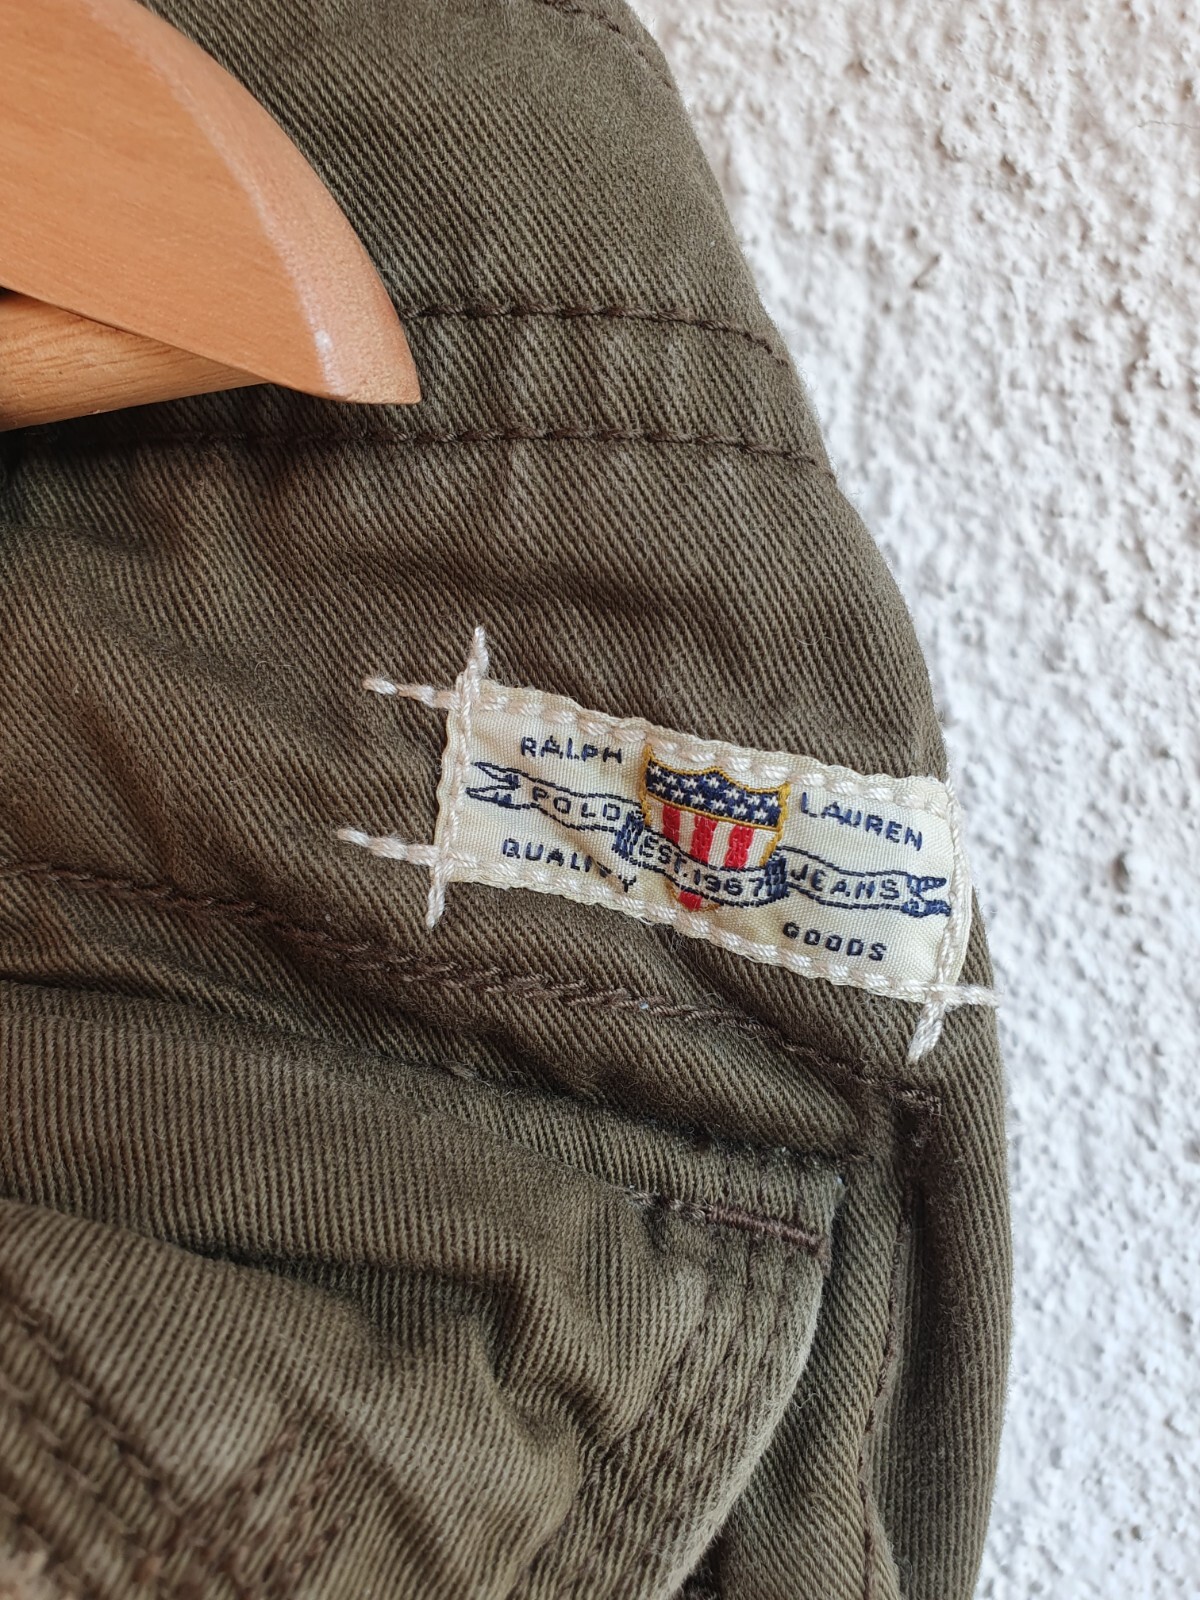 RALPH LAUREN
POLO EST. 1967 JEANS
QUALITY GOODS